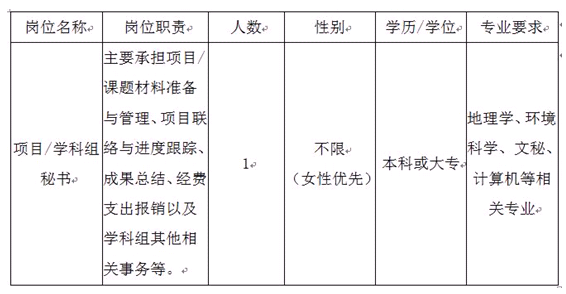 岗位名称 岗位职责 人数 性别 学历/学位 专业要求
项目/学科组
秘书
主要承担项目/
课题材料准备
与管理、项目联
络与进度跟踪、
成果总结、经费
支出报销以及
学科组其他相
关事务等。
1
不限
（女性优先）
本科或大专
地理学、环境
科学、文秘、
计算机等相
关专业